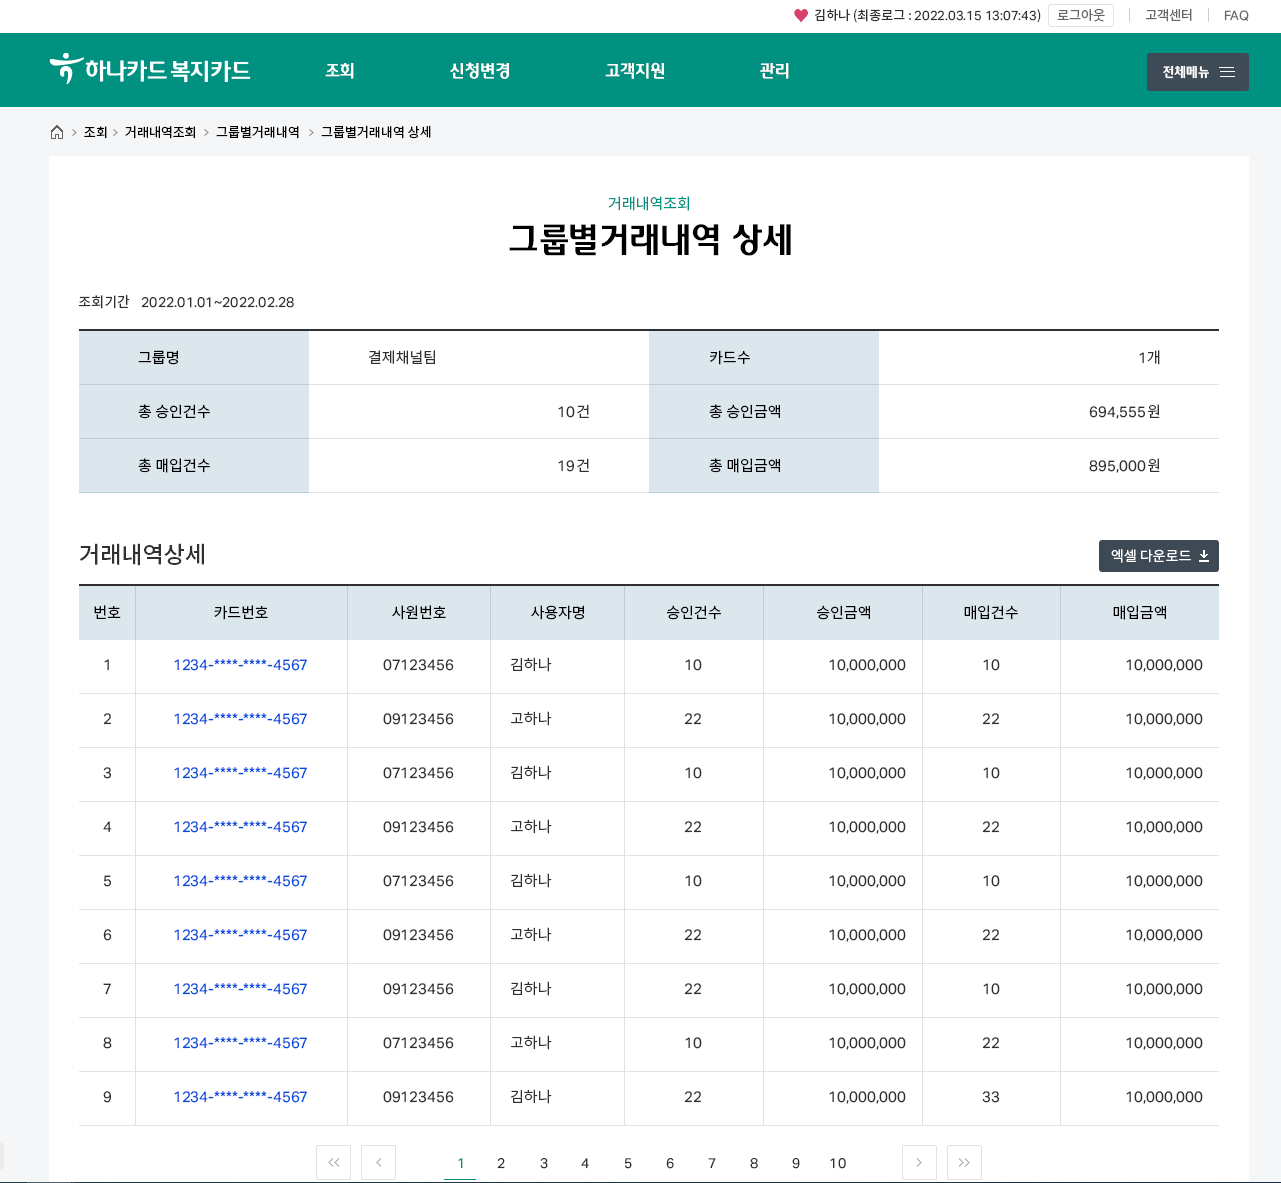 김하나 (최종로그 : 2022.03.15 13:07:43) 로그아웃 고객센터 FAQ
하나카드 복지카드 조회 신청변경 고객지원 관리 전체메뉴
조회 거래내역조회 그룹별거래내역 그룹별거래내역 상세
거래내역조회
그룹별거래내역 상세
조회기간 2022.01.01~2022.02.28
그룹명 결제채널팀 카드수 1개
총 승인건수 10건 총 승인금액 694,555원
총 매입건수 19건 총 매입금액 895,000원
거래내역상세 엑셀 다운로드
번호 카드번호 사원번호 사용자명 승인건수 승인금액 매입건수 매입금액
1 1234-****-****-4567 07123456 김하나 10 10,000,000 10 10,000,000
2 1234-****-****-4567 09123456 고하나 22 10,000,000 22 10,000,000
3 1234-****-****-4567 07123456 김하나 10 10,000,000 10 10,000,000
4 1234-****-****-4567 09123456 고하나 22 10,000,000 22 10,000,000
5 1234-****-****-4567 07123456 김하나 10 10,000,000 10 10,000,000
6 1234-****-****-4567 09123456 고하나 22 10,000,000 22 10,000,000
7 1234-****-****-4567 09123456 김하나 22 10,000,000 10 10,000,000
8 1234-****-****-4567 07123456 고하나 10 10,000,000 22 10,000,000
9 1234-****-****-4567 09123456 김하나 22 10,000,000 33 10,000,000
1 2 3 4 5 6 7 8 9 10